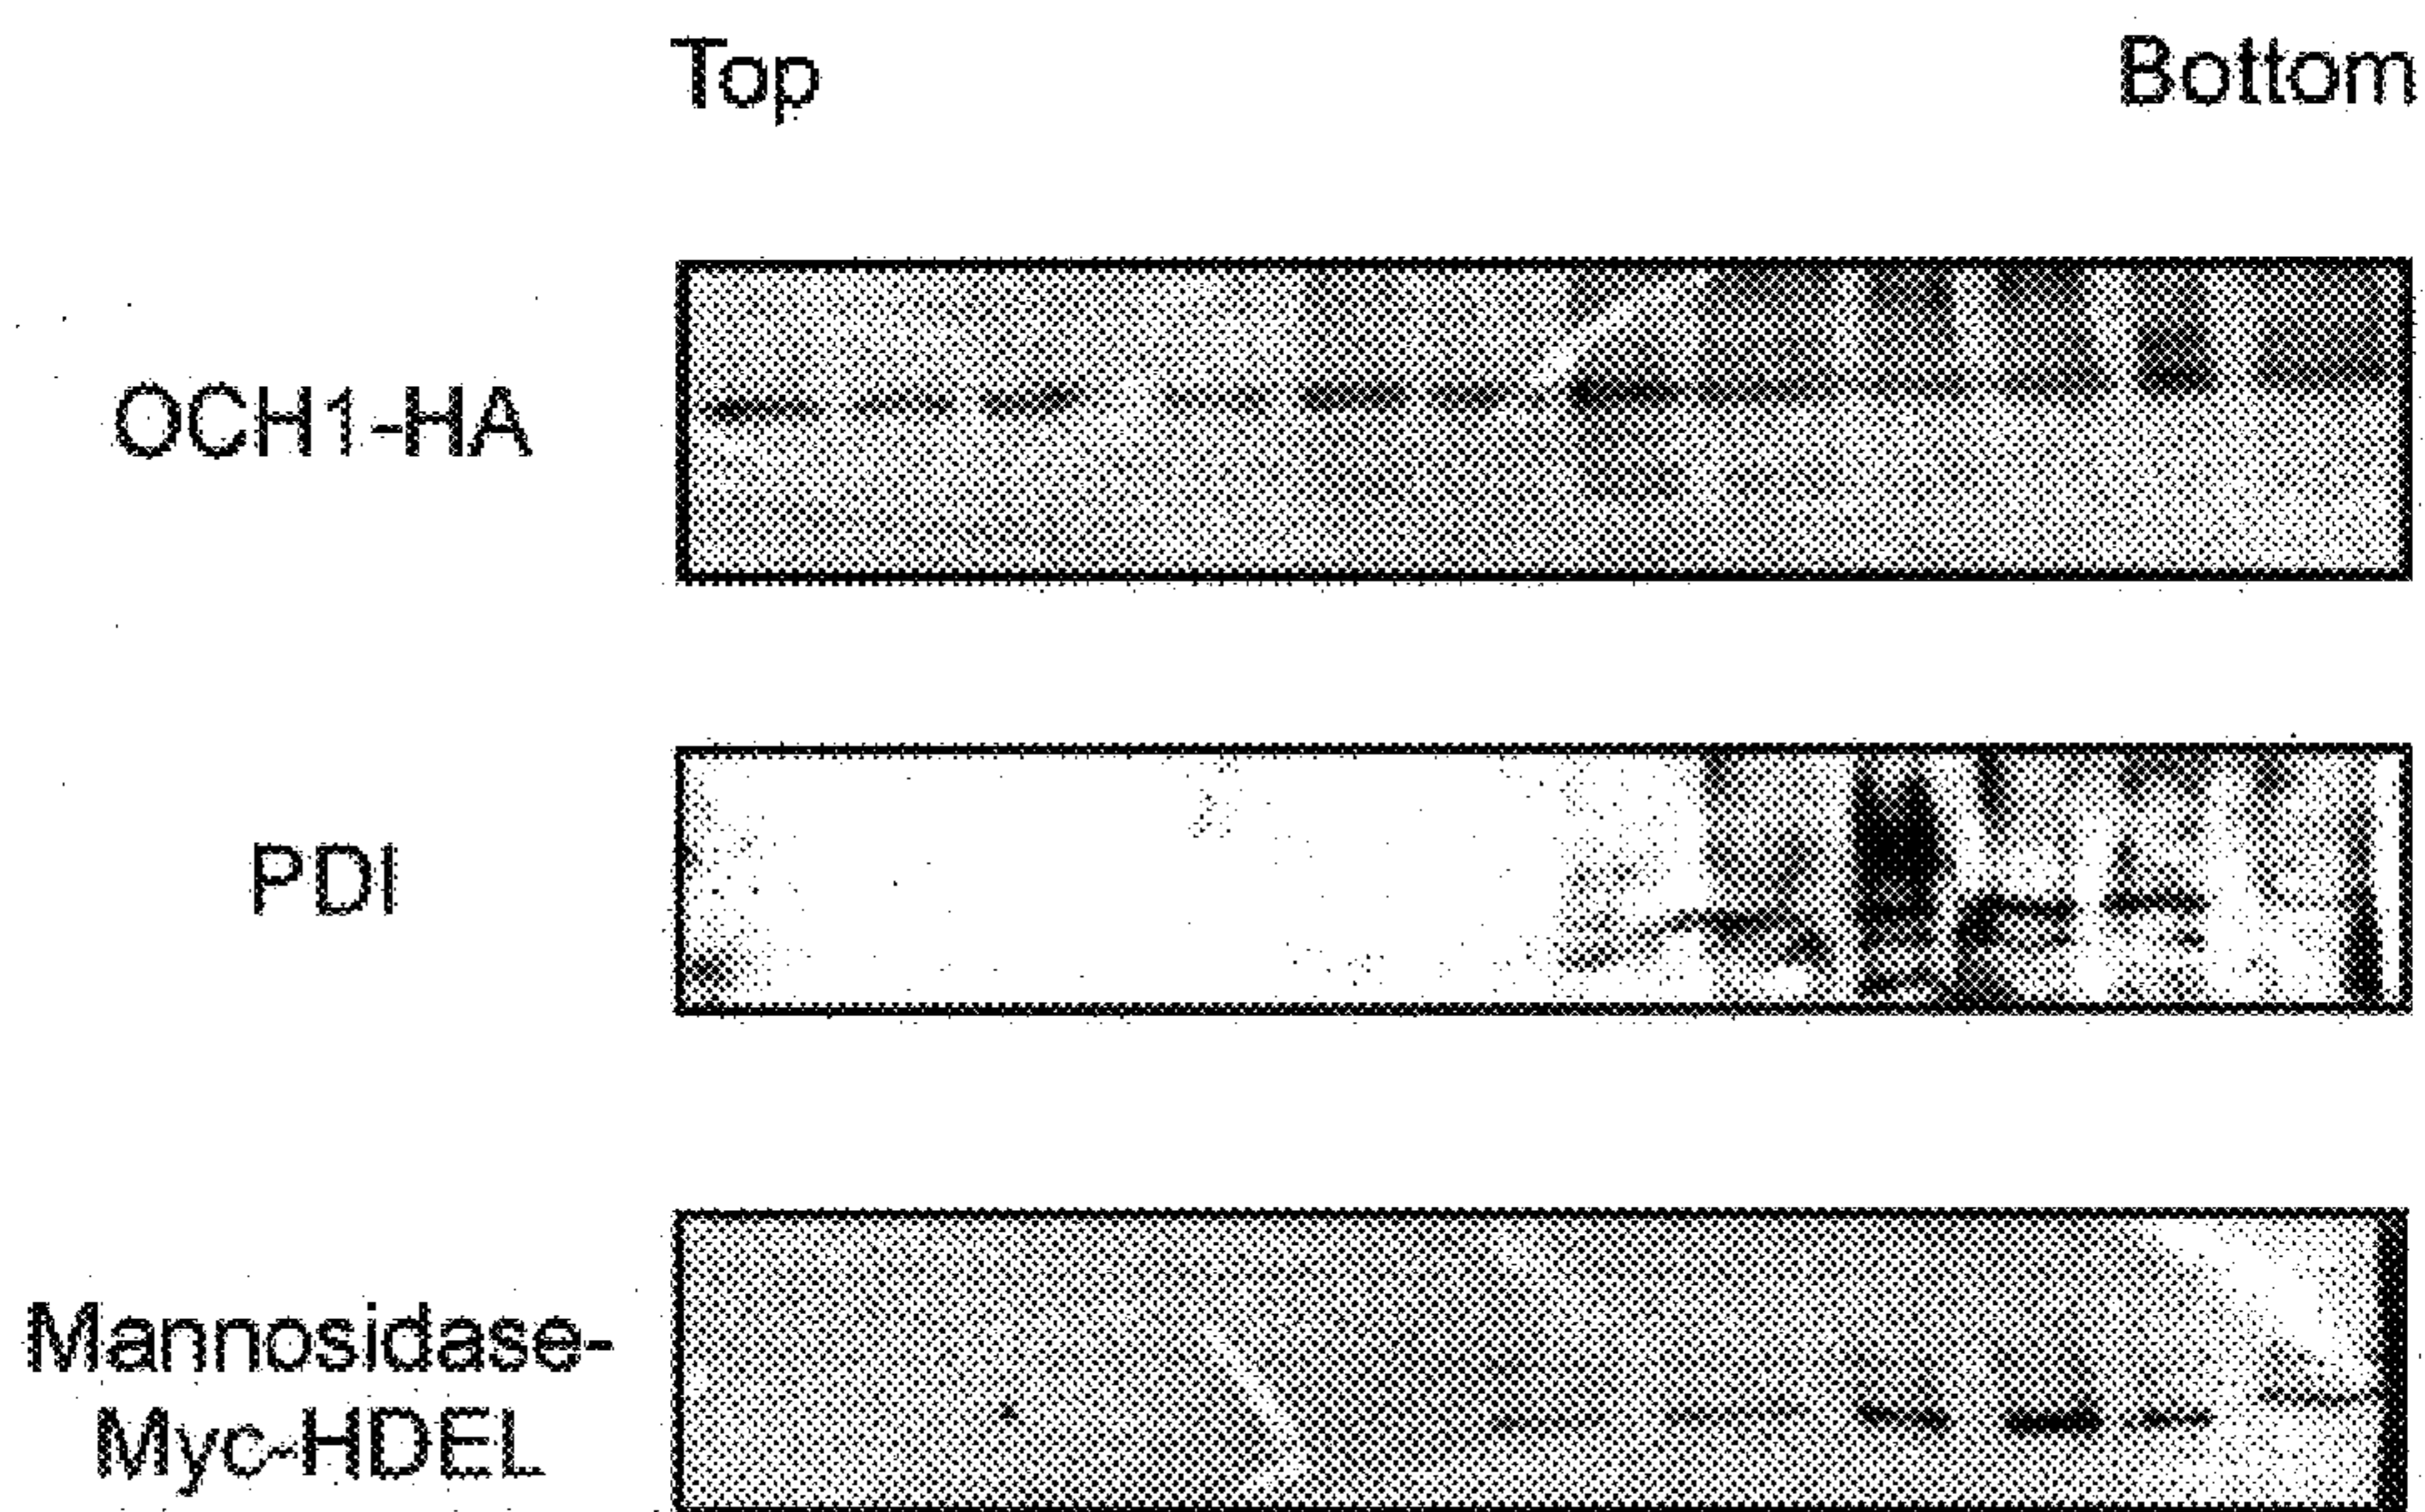 Top Bottom
OCH1-HA
PDI
Mannosidase-
Myc-HDEL